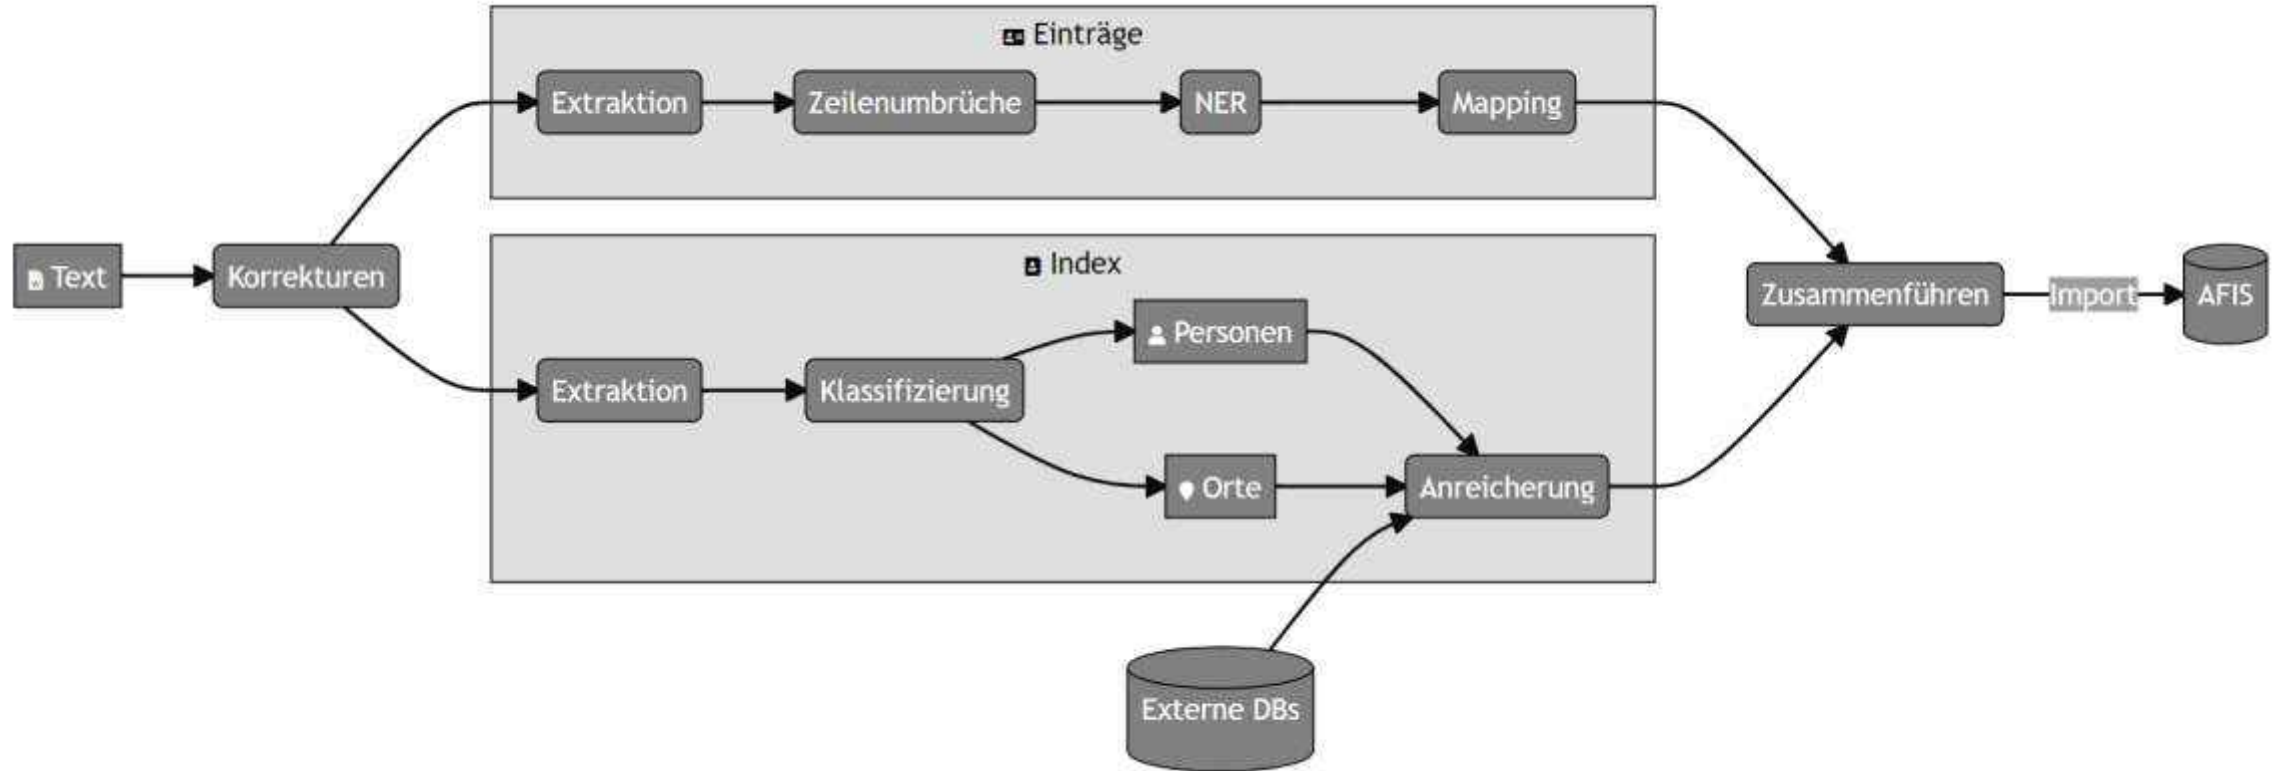 Einträge
Extraktion
Zeilenumbrüche
NER
Mapping
Text
Korrekturen
Index
Extraktion
Klassifizierung
Personen
Orte
Anreicherung
Externe DBs
Zusammenführen
Import
AFIS